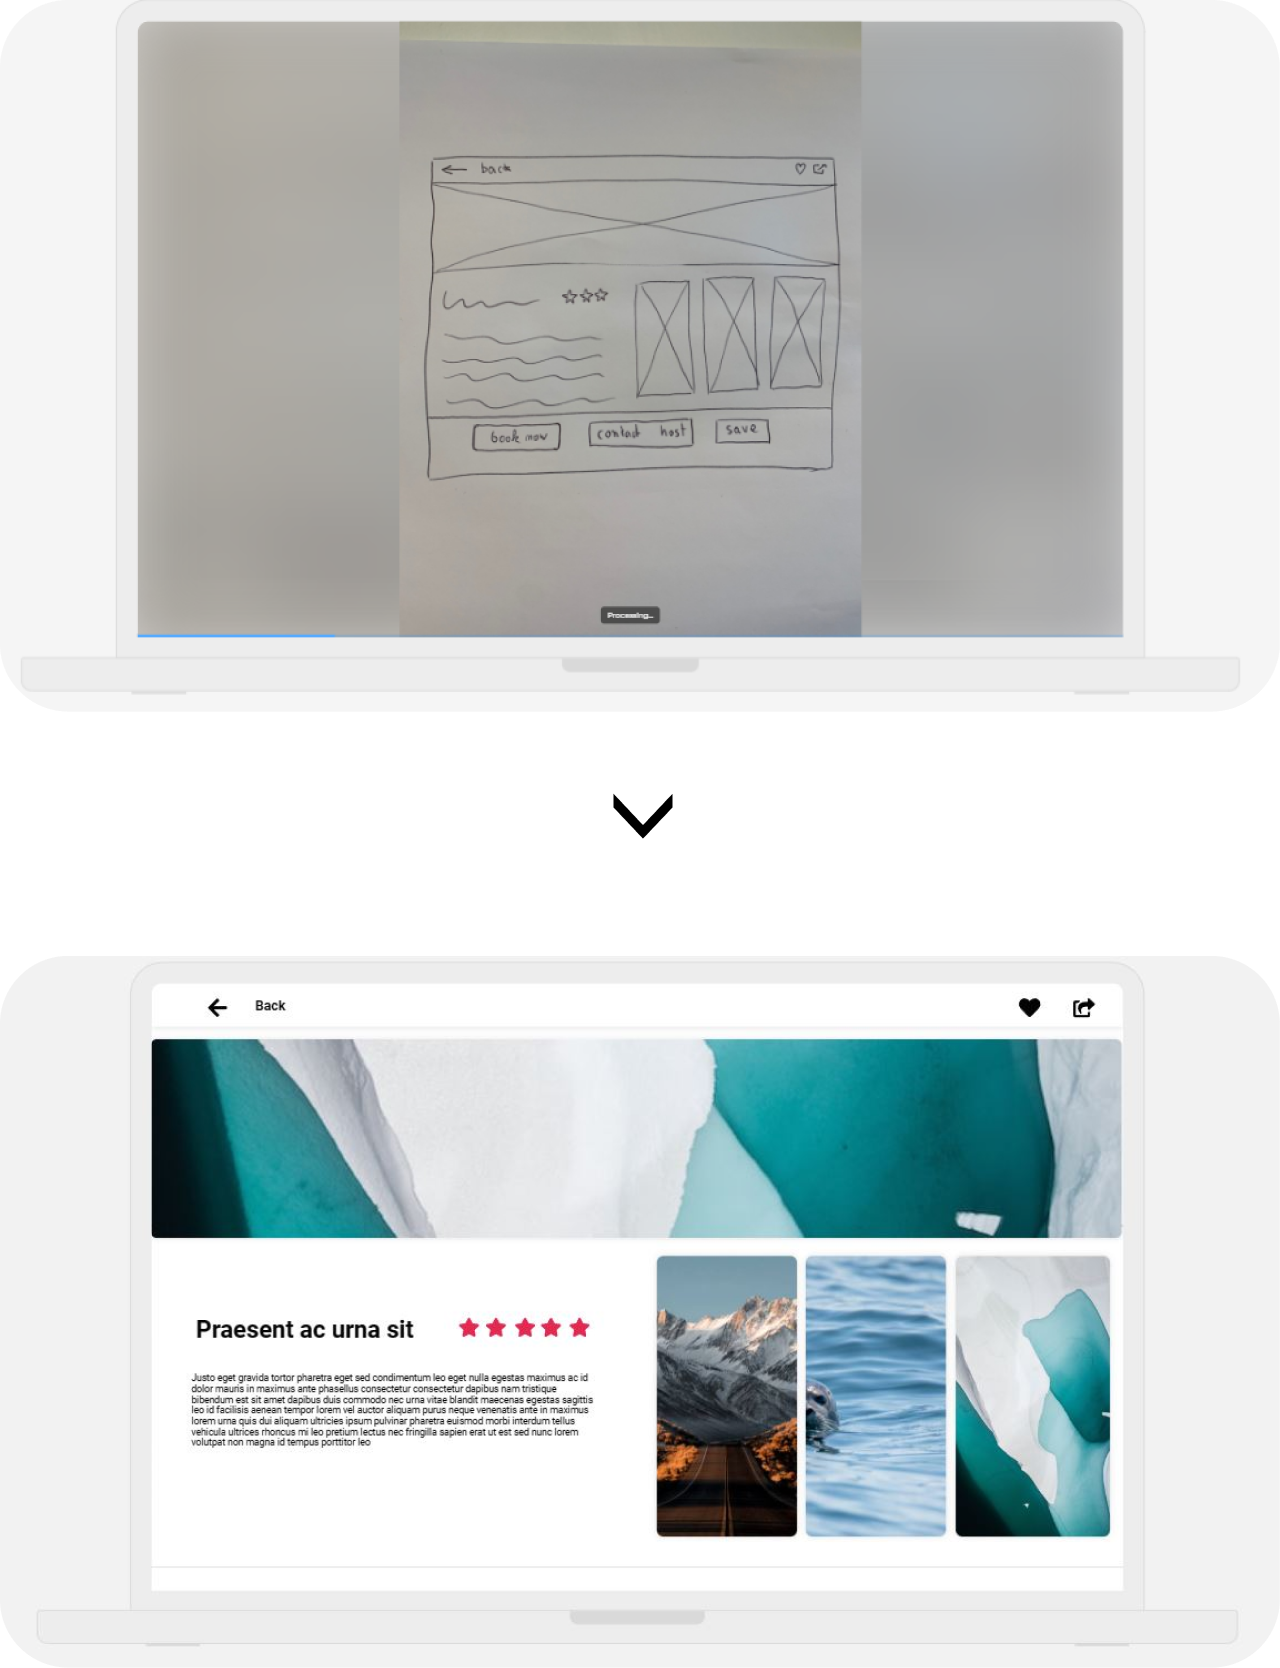 back
book now
contact host
save
Processing...
Back
Praesent ac urna sit
Justo eget gravida tortor pharetra eget sed condimentum leo eget nulla egestas maximus ac id
dolor mauris in maximus ante phasellus consectetur consectetur dapibus nam tristique
bibendum est sit amet dapibus duis commodo nec urna vitae blandit maecenas egestas sagittis
leo id facilisis aenean tempor lorem vel auctor aliquam purus neque venenatis ante in maximus
lorem urna quis dui aliquam ultricies ipsum pulvinar pharetra euismod morbi interdum tellus
vehicula ultrices rhoncus mi leo pretium lectus nec fringilla sapien erat ut est sed nunc lorem
volutpat non magna id tempus porttitor leo